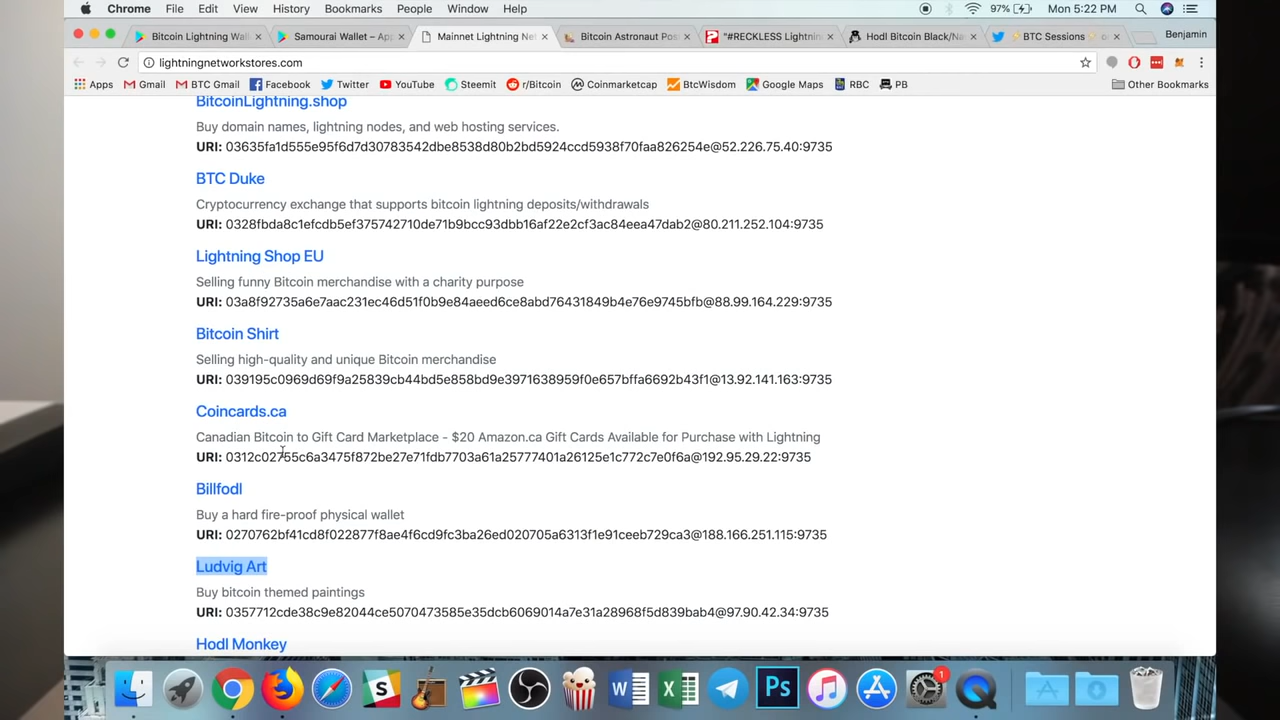 Chrome File Edit View History Bookmarks People Window Help 97% Mon 5:22 PM
Bitcoin Lightning Wal × Samourai Wallet – App × Mainnet Lightning Ne × Bitcoin Astronaut Pos × "#RECKLESS Lightnin × Hodl Bitcoin Black/Na × BTC Sessions × Benjamin
lightningnetworkstores.com
Apps Gmail BTC Gmail Facebook Twitter YouTube Steemit r/Bitcoin Coinmarketcap BtcWisdom Google Maps RBC PB Other Bookmarks
BitcoinLightning.shop
Buy domain names, lightning nodes, and web hosting services.
URI: 03635fa1d555e95f6d7d30783542dbe8538d80b2bd5924ccd5938f70faa826254e@52.226.75.40:9735
BTC Duke
Cryptocurrency exchange that supports bitcoin lightning deposits/withdrawals
URI: 0328fbda8c1efcdb5ef375742710de71b9bcc93dbb16af22e2cf3ac84eea47dab2@80.211.252.104:9735
Lightning Shop EU
Selling funny Bitcoin merchandise with a charity purpose
URI: 03a8f92735a6e7aac231ec46d51f0b9e84aeed6ce8abd76431849b4e76e9745bfb@88.99.164.229:9735
Bitcoin Shirt
Selling high-quality and unique Bitcoin merchandise
URI: 039195c0969d69f9a25839cb44bd5e858bd9e3971638959f0e657bffa6692b43f1@13.92.141.163:9735
Coincards.ca
Canadian Bitcoin to Gift Card Marketplace - $20 Amazon.ca Gift Cards Available for Purchase with Lightning
URI: 0312c02755c6a3475f872be27e71fdb7703a61a25777401a26125e1c772c7e0f6a@192.95.29.22:9735
Billfodl
Buy a hard fire-proof physical wallet
URI: 0270762bf41cd8f022877f8ae4f6cd9fc3ba26ed020705a6313f1e91ceeb729ca3@188.166.251.115:9735
Ludvig Art
Buy bitcoin themed paintings
URI: 0357712cde38c9e82044ce5070473585e35dcb6069014a7e31a28968f5d839bab4@97.90.42.34:9735
Hodl Monkey
S W X Ps 1